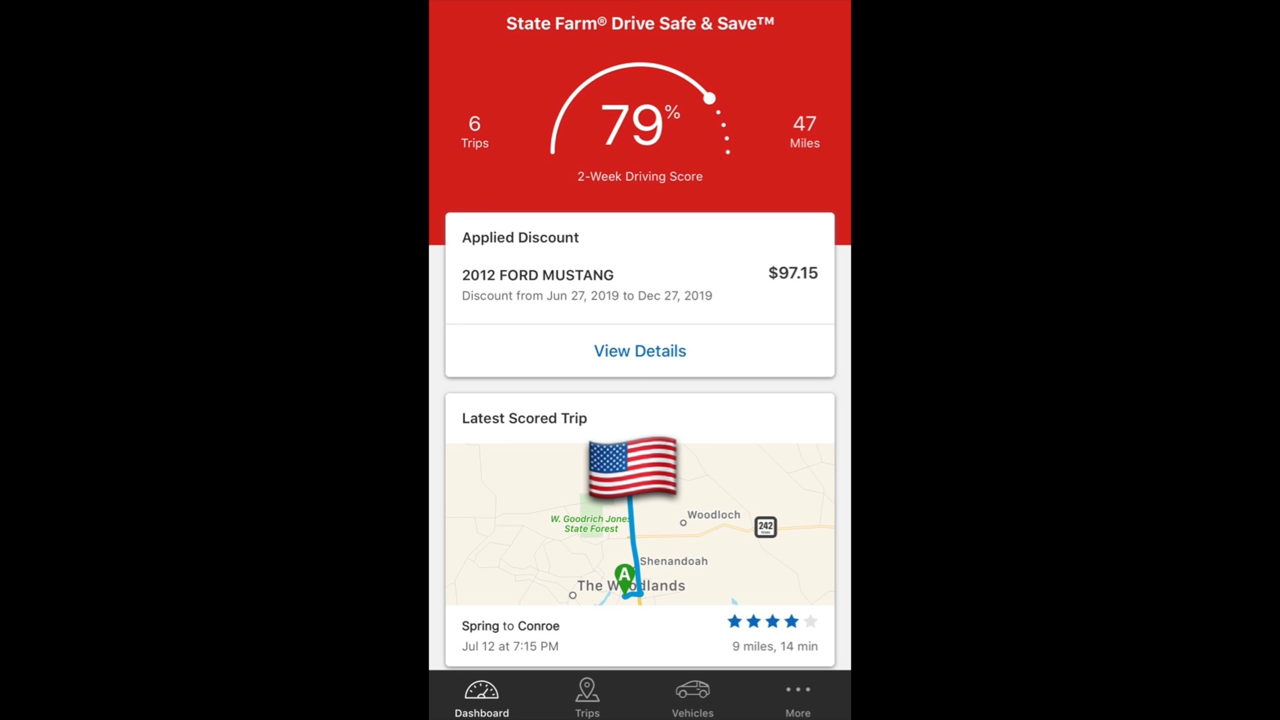 State Farm® Drive Safe & Save™
79%
6
Trips
47
Miles
2-Week Driving Score
Applied Discount
2012 FORD MUSTANG
$97.15
Discount from Jun 27, 2019 to Dec 27, 2019
View Details
Latest Scored Trip
Woodloch
242
W. Goodrich Jones
State Forest
Shenandoah
A
The Woodlands
Spring to Conroe
Jul 12 at 7:15 PM
9 miles, 14 min
Dashboard
Trips
Vehicles
More